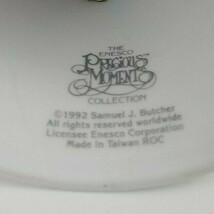 THE
ENESCO
PRECIOUS
MOMENTS
COLLECTION
©1992 Samuel J. Butcher
All rights reserved worldwide
Licensee Enesco Corporation
Made in Taiwan ROC